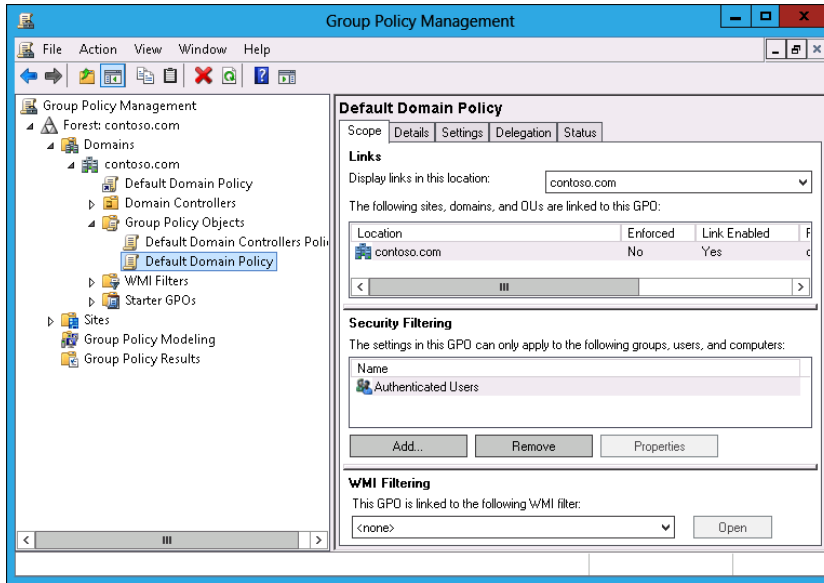 Group Policy Management
File Action View Window Help
Group Policy Management
Forest: contoso.com
Domains
contoso.com
Default Domain Policy
Domain Controllers
Group Policy Objects
Default Domain Controllers Poli
Default Domain Policy
WMI Filters
Starter GPOs
Sites
Group Policy Modeling
Group Policy Results
Default Domain Policy
Scope Details Settings Delegation Status
Links
Display links in this location: contoso.com
The following sites, domains, and OUs are linked to this GPO:
Location Enforced Link Enabled
contoso.com No Yes
Security Filtering
The settings in this GPO can only apply to the following groups, users, and computers:
Name
Authenticated Users
Add... Remove Properties
WMI Filtering
This GPO is linked to the following WMI filter:
<none> Open